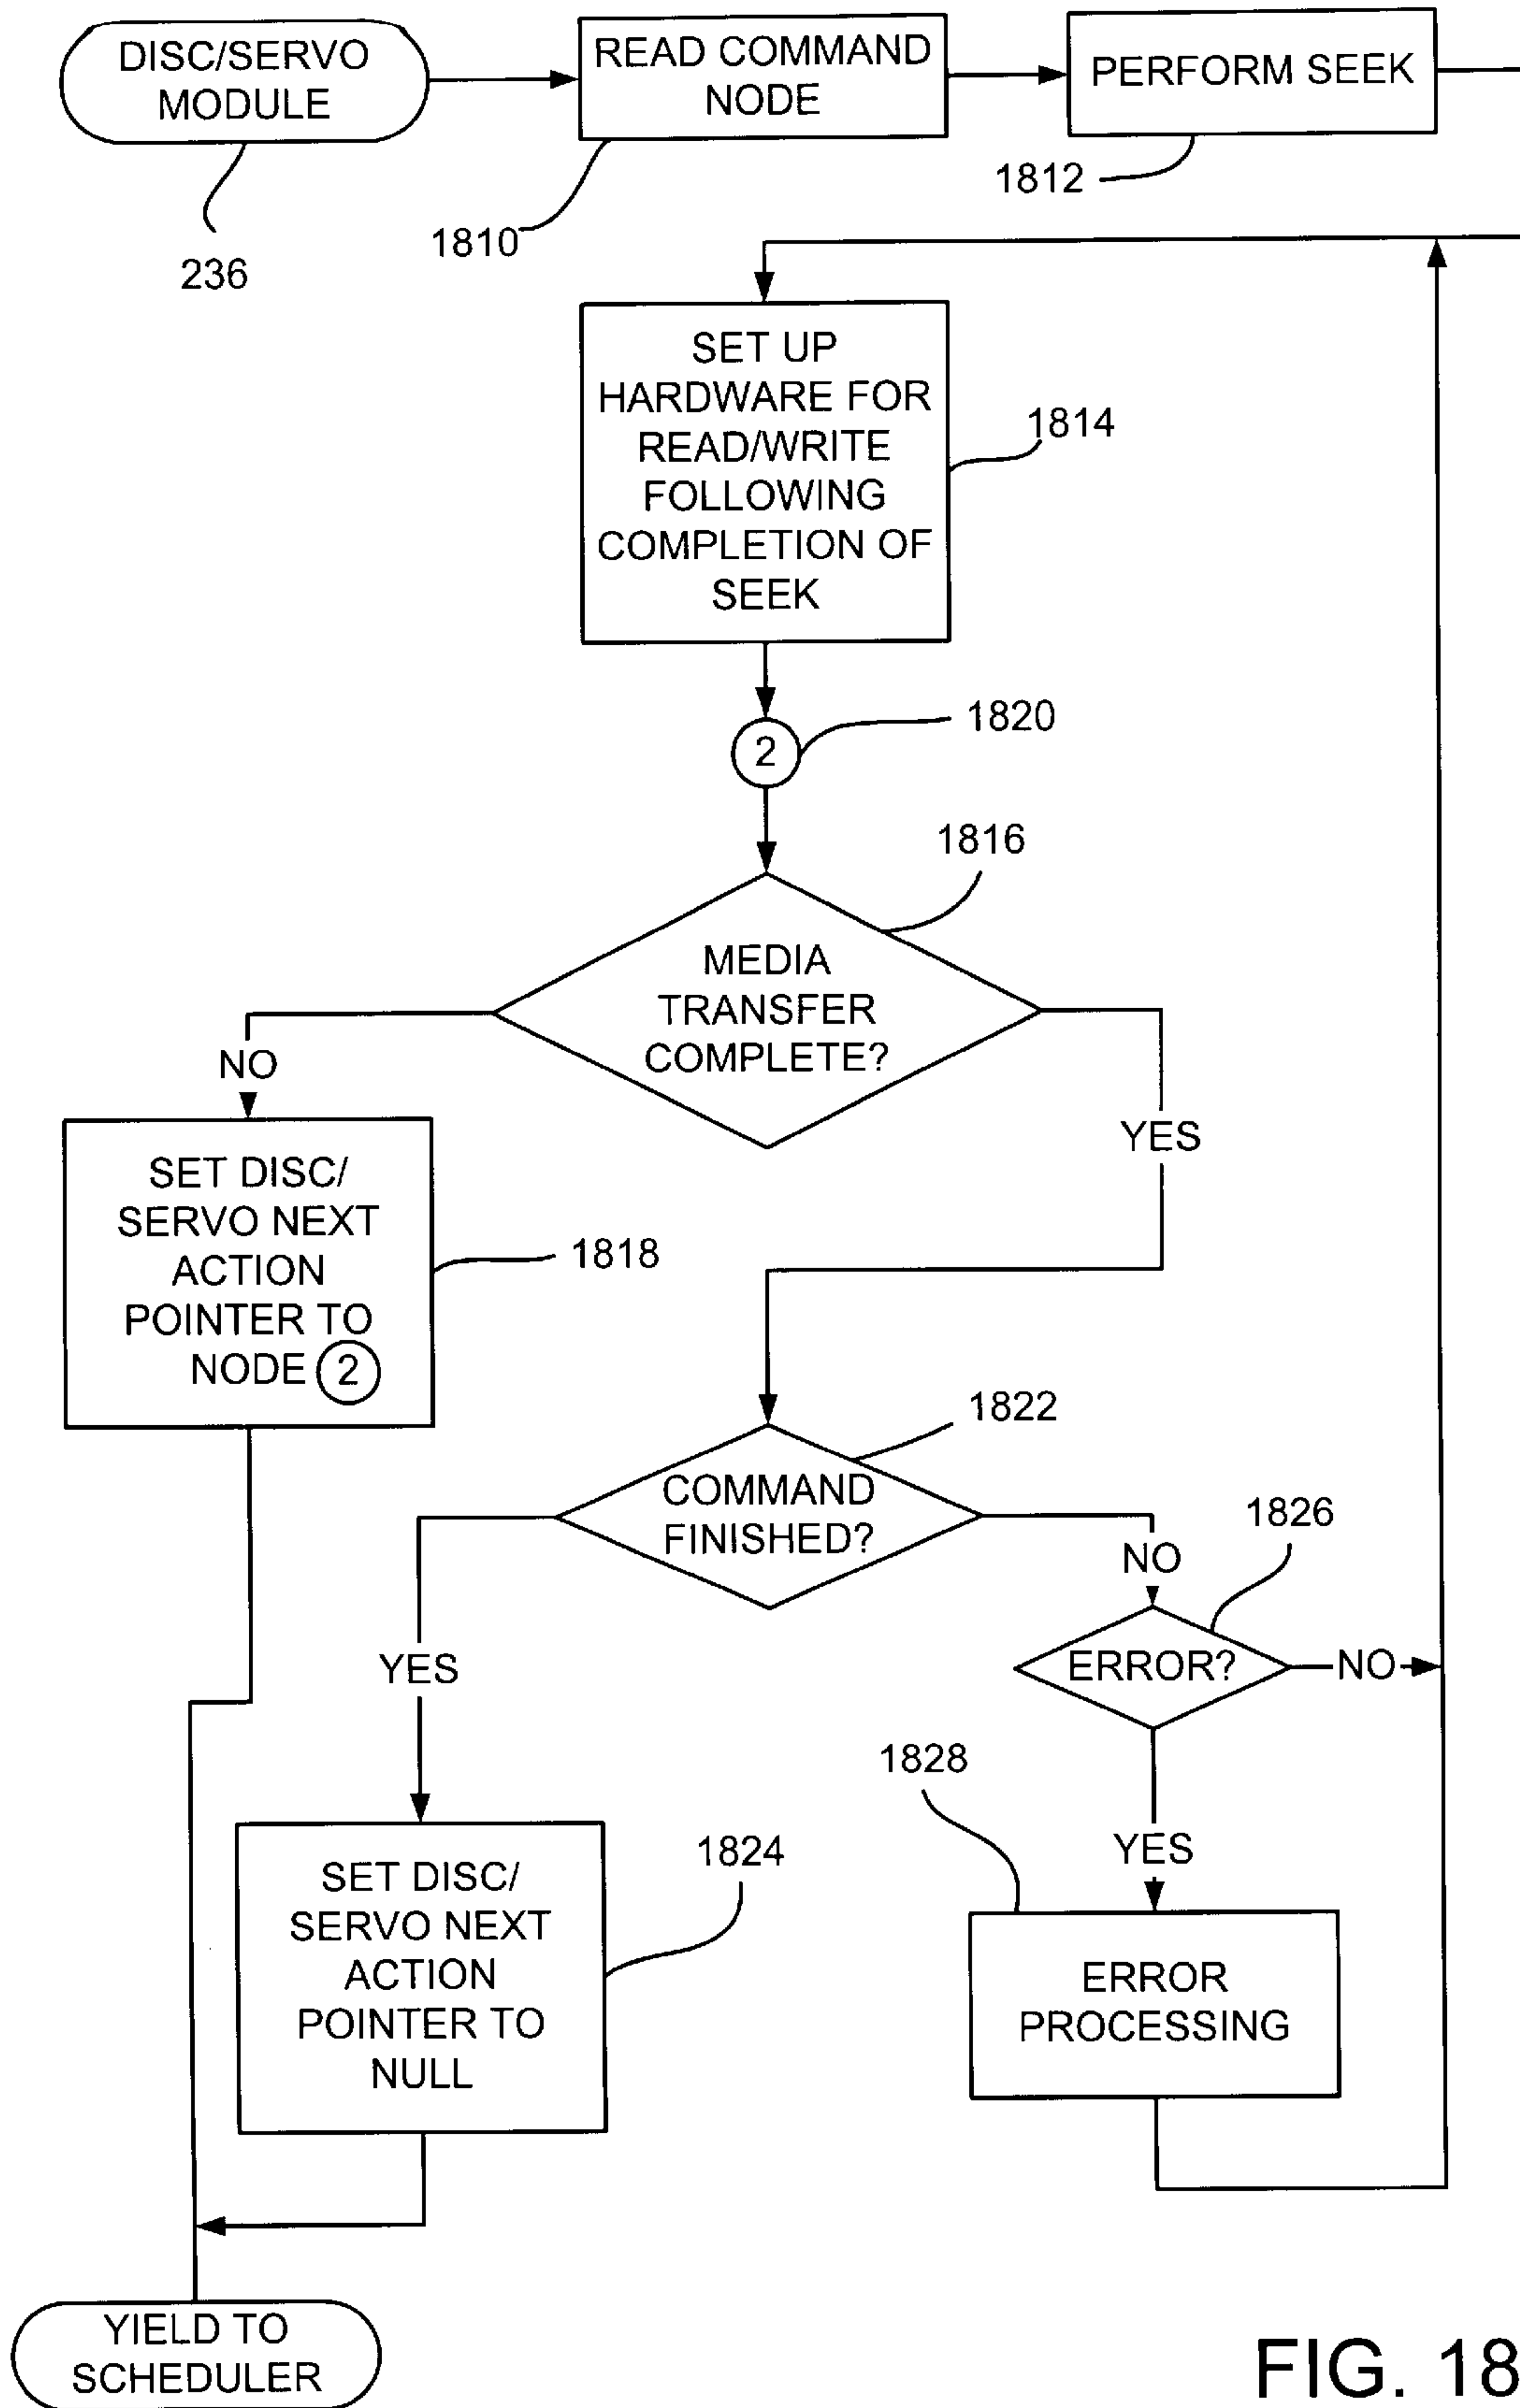 DISC/SERVO
MODULE
236
READ COMMAND
NODE
1810
PERFORM SEEK
1812
SET UP
HARDWARE FOR
READ/WRITE
FOLLOWING
COMPLETION OF
SEEK
1814
2
1820
1816
MEDIA
TRANSFER
COMPLETE?
NO
YES
SET DISC/
SERVO NEXT
ACTION
POINTER TO
NODE 2
1818
1822
COMMAND
FINISHED?
YES
NO
1826
ERROR?
NO
YES
1828
ERROR
PROCESSING
SET DISC/
SERVO NEXT
ACTION
POINTER TO
NULL
1824
YIELD TO
SCHEDULER
FIG. 18